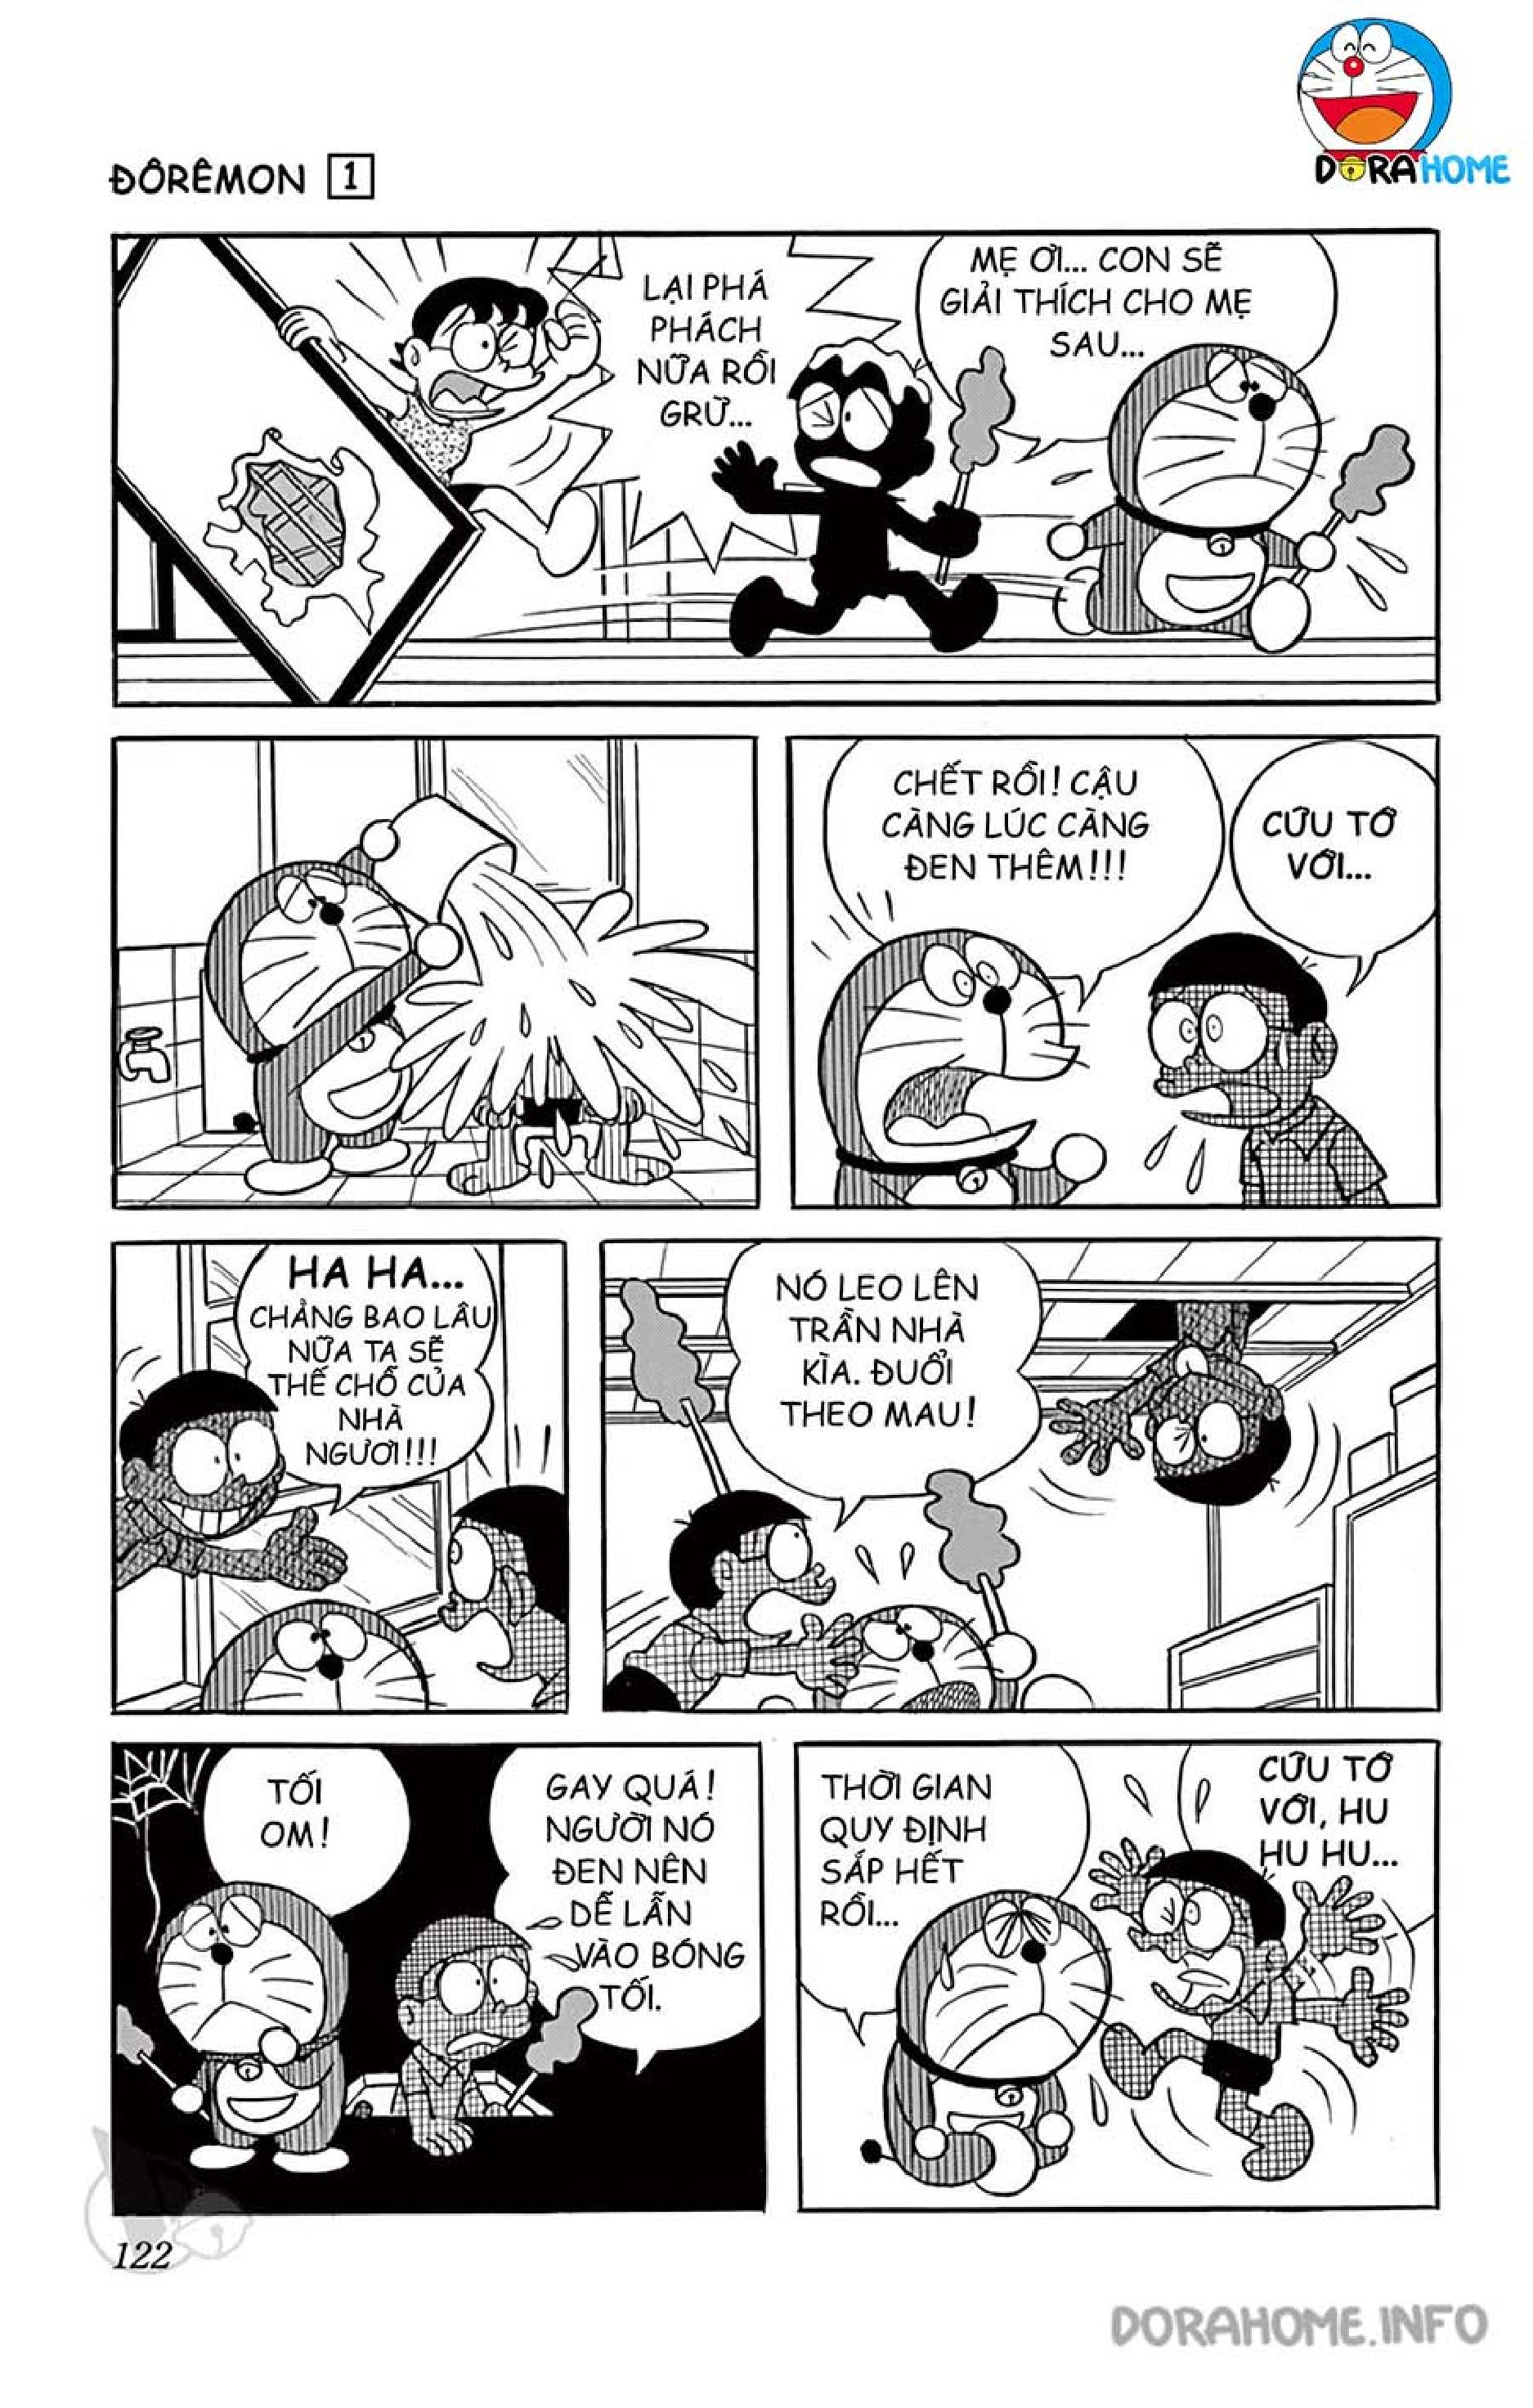 DORAHOME
ĐÔRÊMON 1
LẠI PHÁ
PHÁCH
NỮA RỒI
GRỪ...
MẸ ƠI... CON SẼ
GIẢI THÍCH CHO MẸ
SAU...
CHẾT RỒI! CẬU
CÀNG LÚC CÀNG
ĐEN THÊM!!!
CỨU TỚ
VỚI...
HA HA...
CHẲNG BAO LÂU
NỮA TA SẼ
THẾ CHỖ CỦA
NHÀ
NGƯƠI!!!
NÓ LEO LÊN
TRẦN NHÀ
KÌA. ĐUỔI
THEO MAU!
TỐI
OM!
GAY QUÁ!
NGƯỜI NÓ
ĐEN NÊN
DỄ LẪN
VÀO BÓNG
TỐI.
THỜI GIAN
QUY ĐỊNH
SẮP HẾT
RỒI...
CỨU TỚ
VỚI, HU
HU HU...
122
DORAHOME.INFO